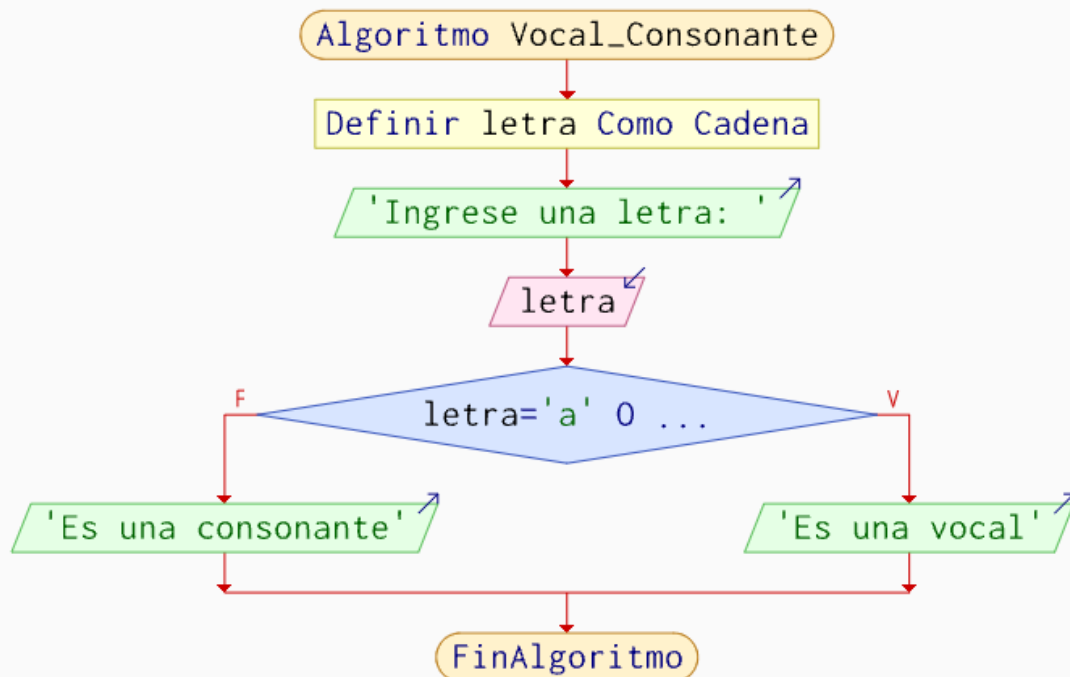 Algoritmo Vocal_Consonante
Definir letra Como Cadena
'Ingrese una letra: '
letra
F
V
letra='a' O ...
'Es una consonante'
'Es una vocal'
FinAlgoritmo